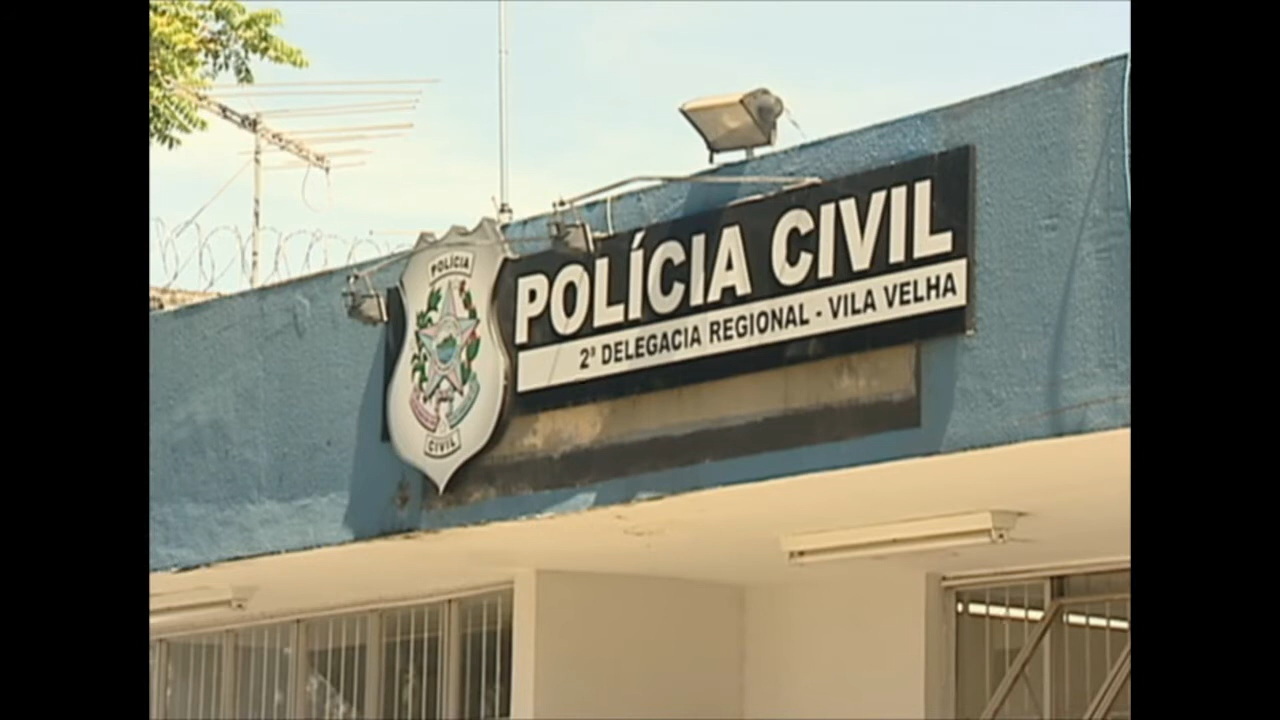 POLÍCIA
CIVIL
POLÍCIA CIVIL
2ª DELEGACIA REGIONAL - VILA VELHA